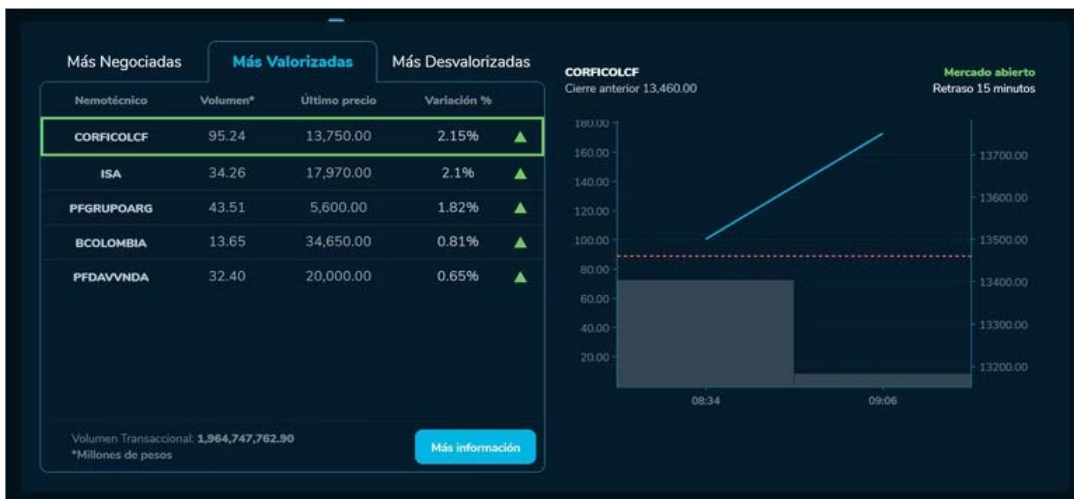 Más Negociadas Más Valorizadas Más Desvalorizadas
Nemotécnico Volumen* Último precio Variación %
CORFICOLCF 95.24 13,750.00 2.15%
ISA 34.26 17,970.00 2.1%
PFGRUPOARG 43.51 5,600.00 1.82%
BCOLOMBIA 13.65 34,650.00 0.81%
PFDAVVNDA 32.40 20,000.00 0.65%
Volumen Transaccional: 1,964,747,762.90
*Millones de pesos
Más información
CORFICOLCF Mercado abierto
Cierre anterior 13,460.00 Retraso 15 minutos
180.00
160.00
140.00
120.00
100.00
80.00
60.00
40.00
20.00
13700.00
13600.00
13500.00
13400.00
13300.00
13200.00
08:34 09:06